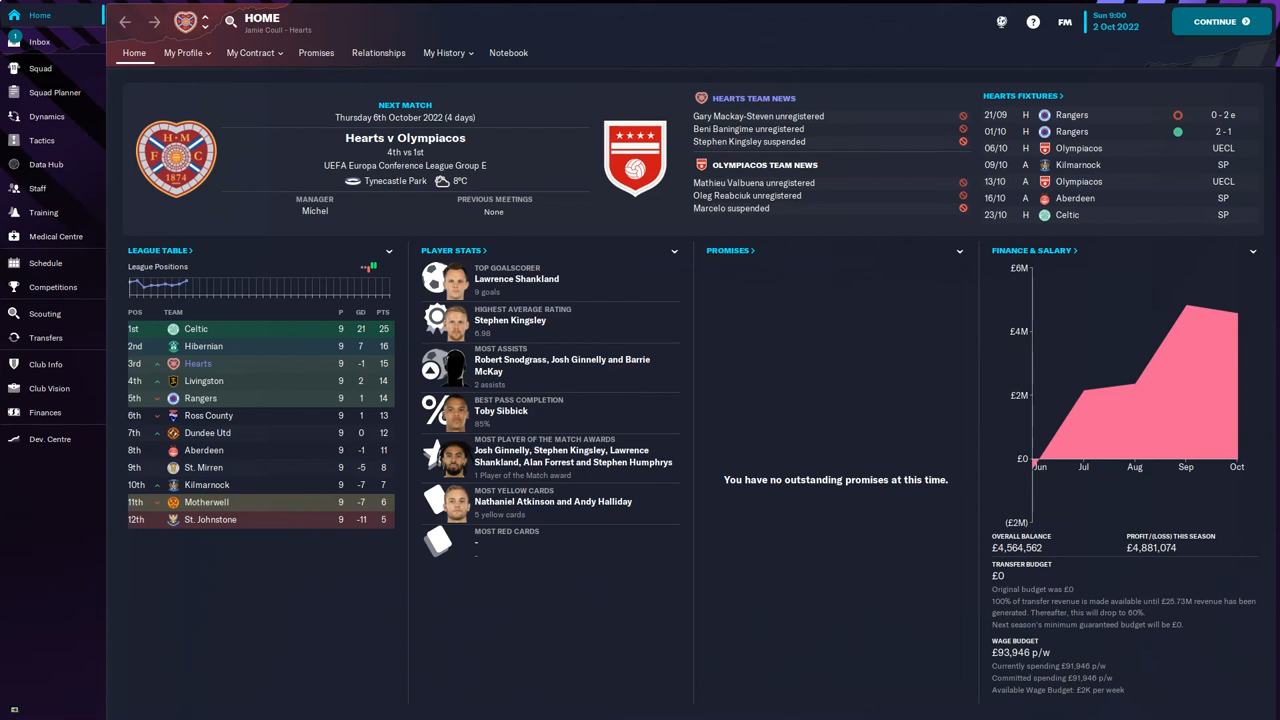 Home
1
Inbox
Squad
Squad Planner
Dynamics
Tactics
Data Hub
Staff
Training
Medical Centre
Schedule
Competitions
Scouting
Transfers
Club Info
Club Vision
Finances
Dev. Centre
HOME
Jamie Coull - Hearts
?
FM
Sun 9:00
2 Oct 2022
CONTINUE
Home My Profile My Contract Promises Relationships My History Notebook
NEXT MATCH
Thursday 6th October 2022 (4 days)
Hearts v Olympiacos
4th vs 1st
UEFA Europa Conference League Group E
Tynecastle Park 8ºC
MANAGER
Michel
PREVIOUS MEETINGS
None
H M
F C
1874
HEARTS TEAM NEWS
Gary Mackay-Steven unregistered
Beni Baningime unregistered
Stephen Kingsley suspended
OLYMPIACOS TEAM NEWS
Mathieu Valbuena unregistered
Oleg Reabciuk unregistered
Marcelo suspended
HEARTS FIXTURES
21/09 H Rangers 0 - 2 e
01/10 H Rangers 2 - 1
06/10 H Olympiacos UECL
09/10 A Kilmarnock SP
13/10 A Olympiacos UECL
16/10 A Aberdeen SP
23/10 H Celtic SP
LEAGUE TABLE
League Positions
POS TEAM P GD PTS
1st Celtic 9 21 25
2nd Hibernian 9 7 16
3rd Hearts 9 -1 15
4th Livingston 9 2 14
5th Rangers 9 1 14
6th Ross County 9 1 13
7th Dundee Utd 9 0 12
8th Aberdeen 9 -1 11
9th St. Mirren 9 -5 8
10th Kilmarnock 9 -7 7
11th Motherwell 9 -7 6
12th St. Johnstone 9 -11 5
PLAYER STATS
TOP GOALSCORER
Lawrence Shankland
9 goals
HIGHEST AVERAGE RATING
Stephen Kingsley
6.98
MOST ASSISTS
Robert Snodgrass, Josh Ginnelly and Barrie
McKay
2 assists
BEST PASS COMPLETION
Toby Sibbick
85%
MOST PLAYER OF THE MATCH AWARDS
Josh Ginnelly, Stephen Kingsley, Lawrence
Shankland, Alan Forrest and Stephen Humphrys
1 Player of the Match award
MOST YELLOW CARDS
Nathaniel Atkinson and Andy Halliday
5 yellow cards
MOST RED CARDS
-
-
PROMISES
You have no outstanding promises at this time.
FINANCE & SALARY
£6M
£4M
£2M
£0
(£2M)
Jun Jul Aug Sep Oct
OVERALL BALANCE
£4,564,562
PROFIT/(LOSS) THIS SEASON
£4,881,074
TRANSFER BUDGET
£0
Original budget was £0
100% of transfer revenue is made available until £25.73M revenue has been
generated. Thereafter, this will drop to 60%.
Next season's minimum guaranteed budget will be £0.
WAGE BUDGET
£93,946 p/w
Currently spending £91,946 p/w
Committed spending £91,946 p/w
Available Wage Budget: £2K per week